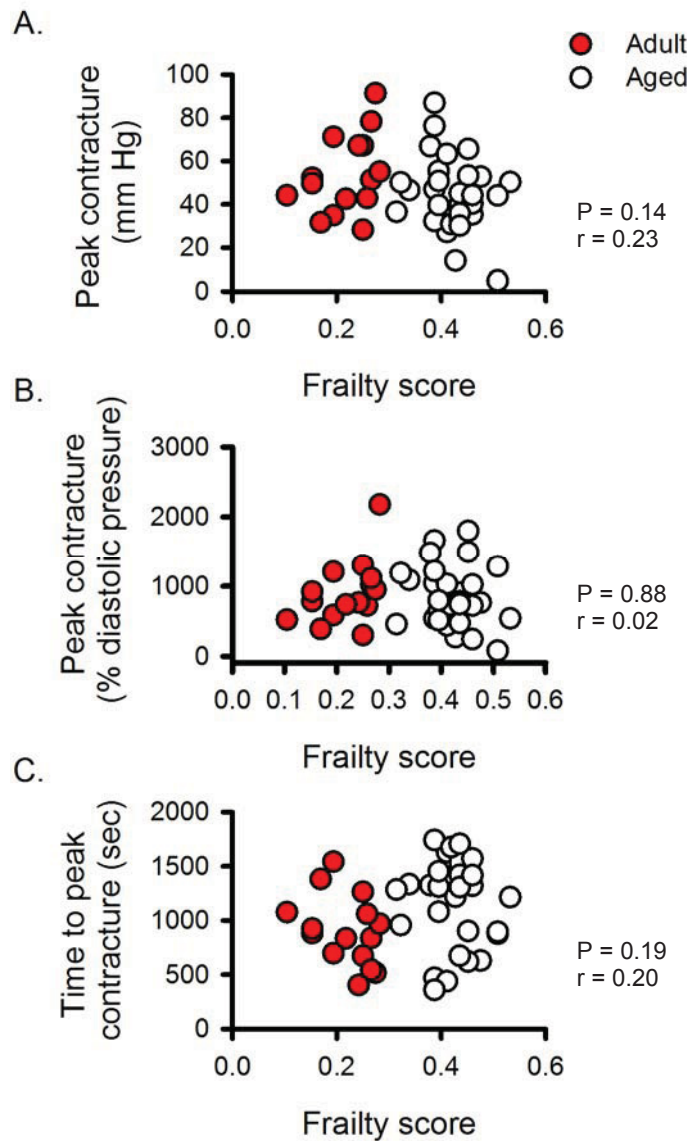 A.
Adult
Aged
Peak contracture
(mm Hg)
100
80
60
40
20
0
0.0 0.2 0.4 0.6
Frailty score
P = 0.14
r = 0.23
B.
Peak contracture
(% diastolic pressure)
3000
2000
1000
0
0.0 0.1 0.2 0.3 0.4 0.5 0.6
Frailty score
P = 0.88
r = 0.02
C.
Time to peak
contracture (sec)
2000
1500
1000
500
0
0.0 0.2 0.4 0.6
Frailty score
P = 0.19
r = 0.20